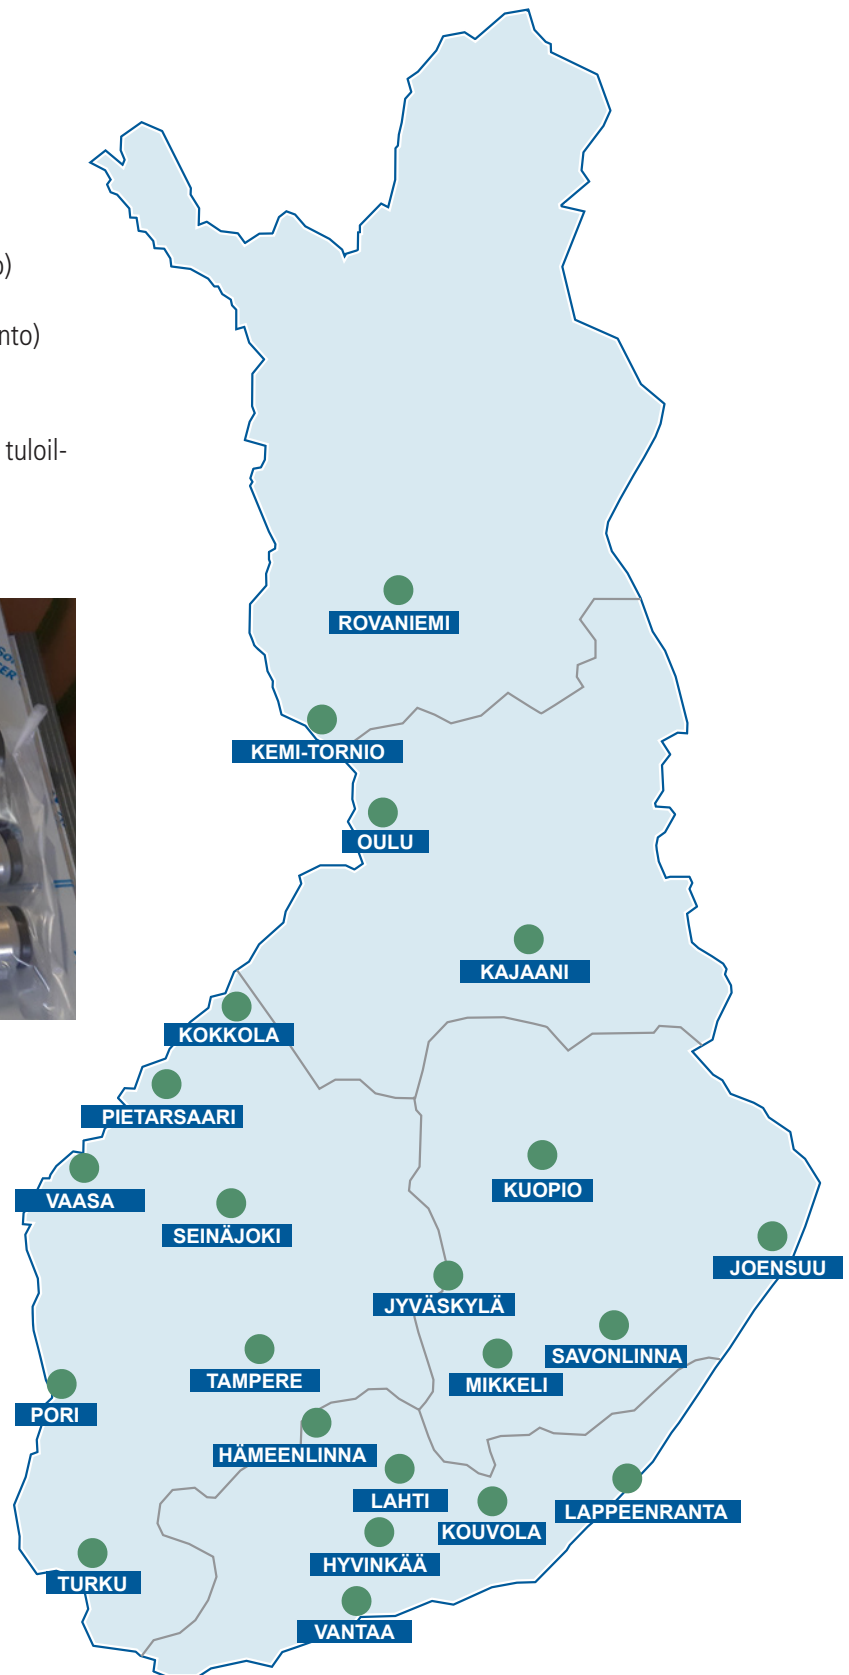 nto)
tuloil-
ROVANIEMI
KEMI-TORNIO
OULU
KAJAANI
KOKKOLA
PIETARSAARI
VAASA
KUOPIO
SEINÄJOKI
JOENSUU
JYVÄSKYLÄ
SAVONLINNA
TAMPERE
MIKKELI
PORI
HÄMEENLINNA
LAHTI
LAPPEENRANTA
KOUVOLA
HYVINKÄÄ
TURKU
VANTAA